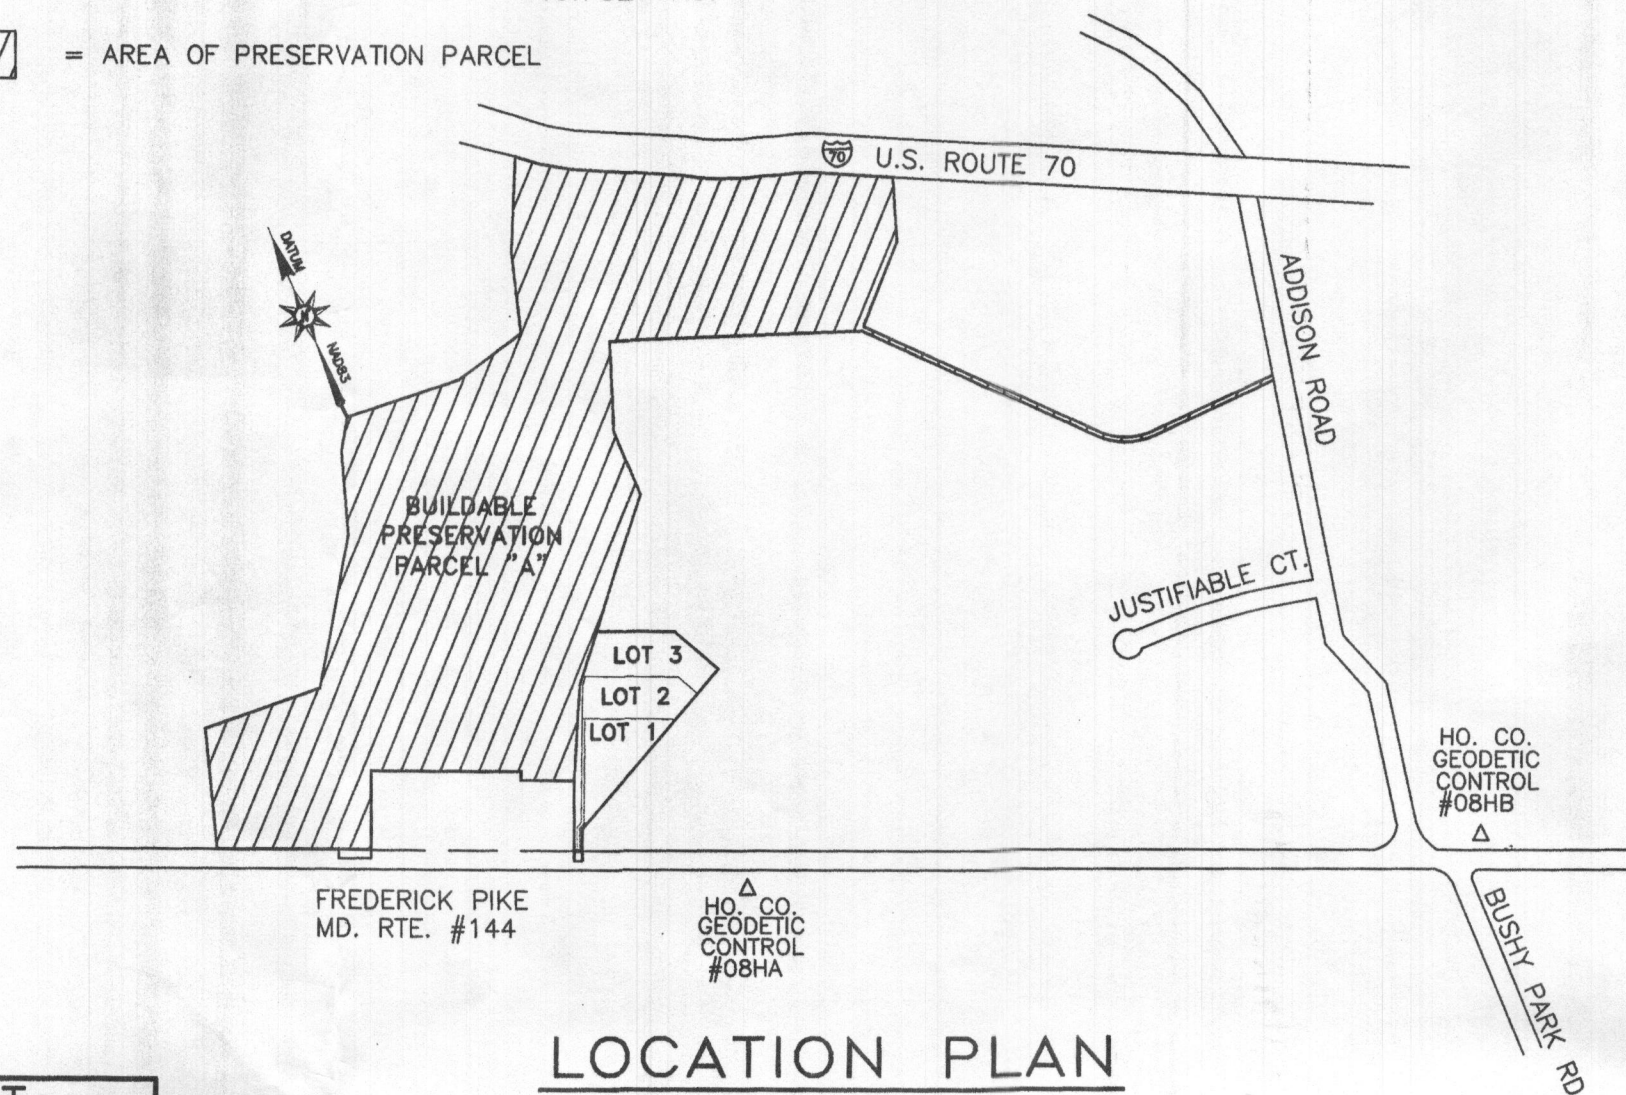 = AREA OF PRESERVATION PARCEL
70 U.S. ROUTE 70
DATUM
N
NAD83
ADDISON ROAD
BUILDABLE
PRESERVATION
PARCEL "A"
JUSTIFIABLE CT.
LOT 3
LOT 2
LOT 1
HO. CO.
GEODETIC
CONTROL
#08HB
FREDERICK PIKE
MD. RTE. #144
HO. CO.
GEODETIC
CONTROL
#08HA
BUSHY PARK RD
LOCATION PLAN